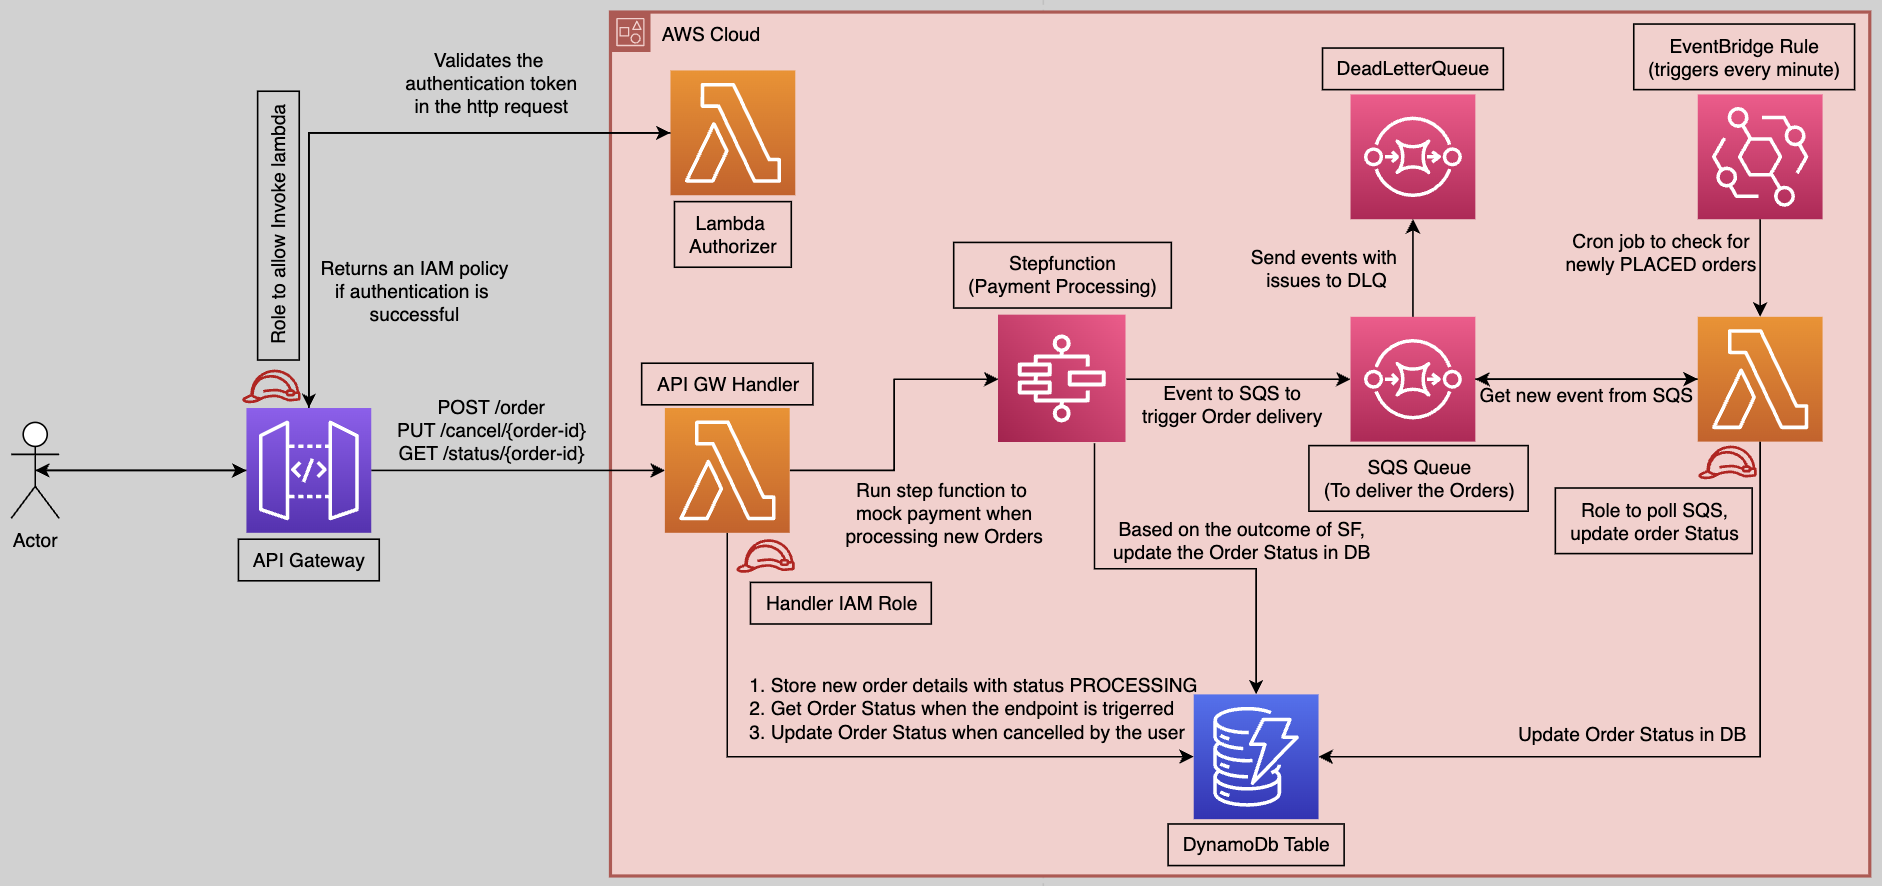 AWS Cloud
Validates the
authentication token
in the http request
Role to allow Invoke lambda
Lambda
Authorizer
Returns an IAM policy
if authentication is
successful
DeadLetterQueue
EventBridge Rule
(triggers every minute)
Send events with
issues to DLQ
Cron job to check for
newly PLACED orders
Stepfunction
(Payment Processing)
API GW Handler
POST /order
PUT /cancel/{order-id}
GET /status/{order-id}
Event to SQS to
trigger Order delivery
Get new event from SQS
SQS Queue
(To deliver the Orders)
Role to poll SQS,
update order Status
Actor
API Gateway
Run step function to
mock payment when
processing new Orders
Based on the outcome of SF,
update the Order Status in DB
Handler IAM Role
1. Store new order details with status PROCESSING
2. Get Order Status when the endpoint is trigerred
3. Update Order Status when cancelled by the user
Update Order Status in DB
DynamoDb Table